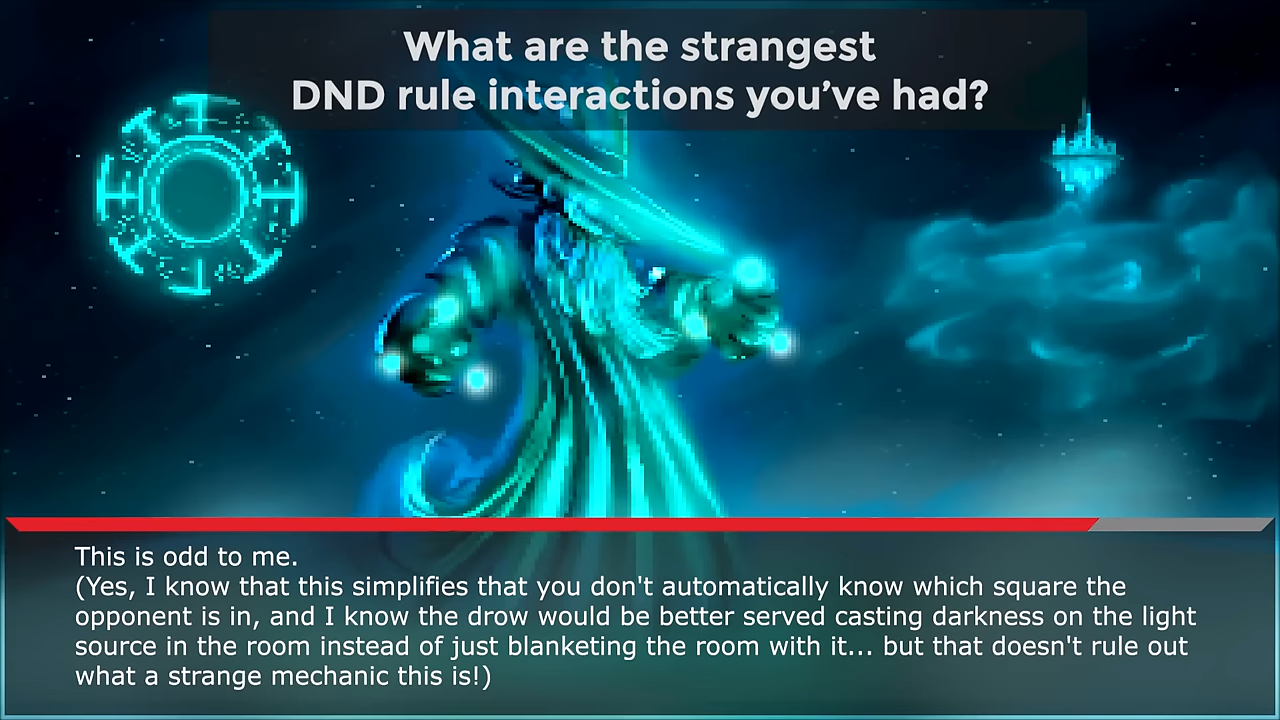 What are the strangest
DND rule interactions you’ve had?
This is odd to me.
(Yes, I know that this simplifies that you don't automatically know which square the
opponent is in, and I know the drow would be better served casting darkness on the light
source in the room instead of just blanketing the room with it... but that doesn't rule out
what a strange mechanic this is!)